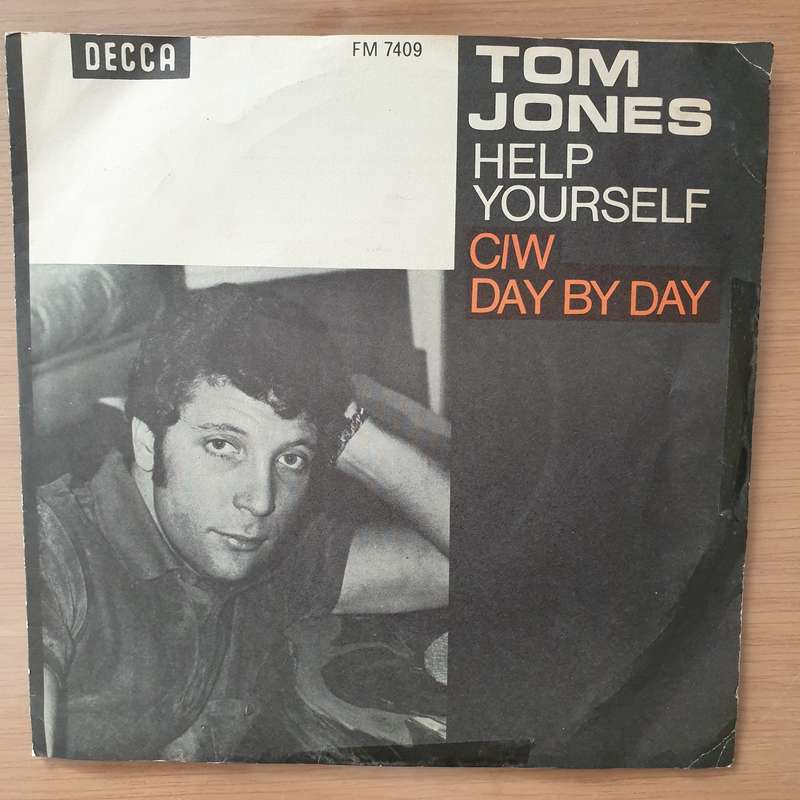 DECCA
FM 7409
TOM
JONES
HELP
YOURSELF
C/W
DAY BY DAY